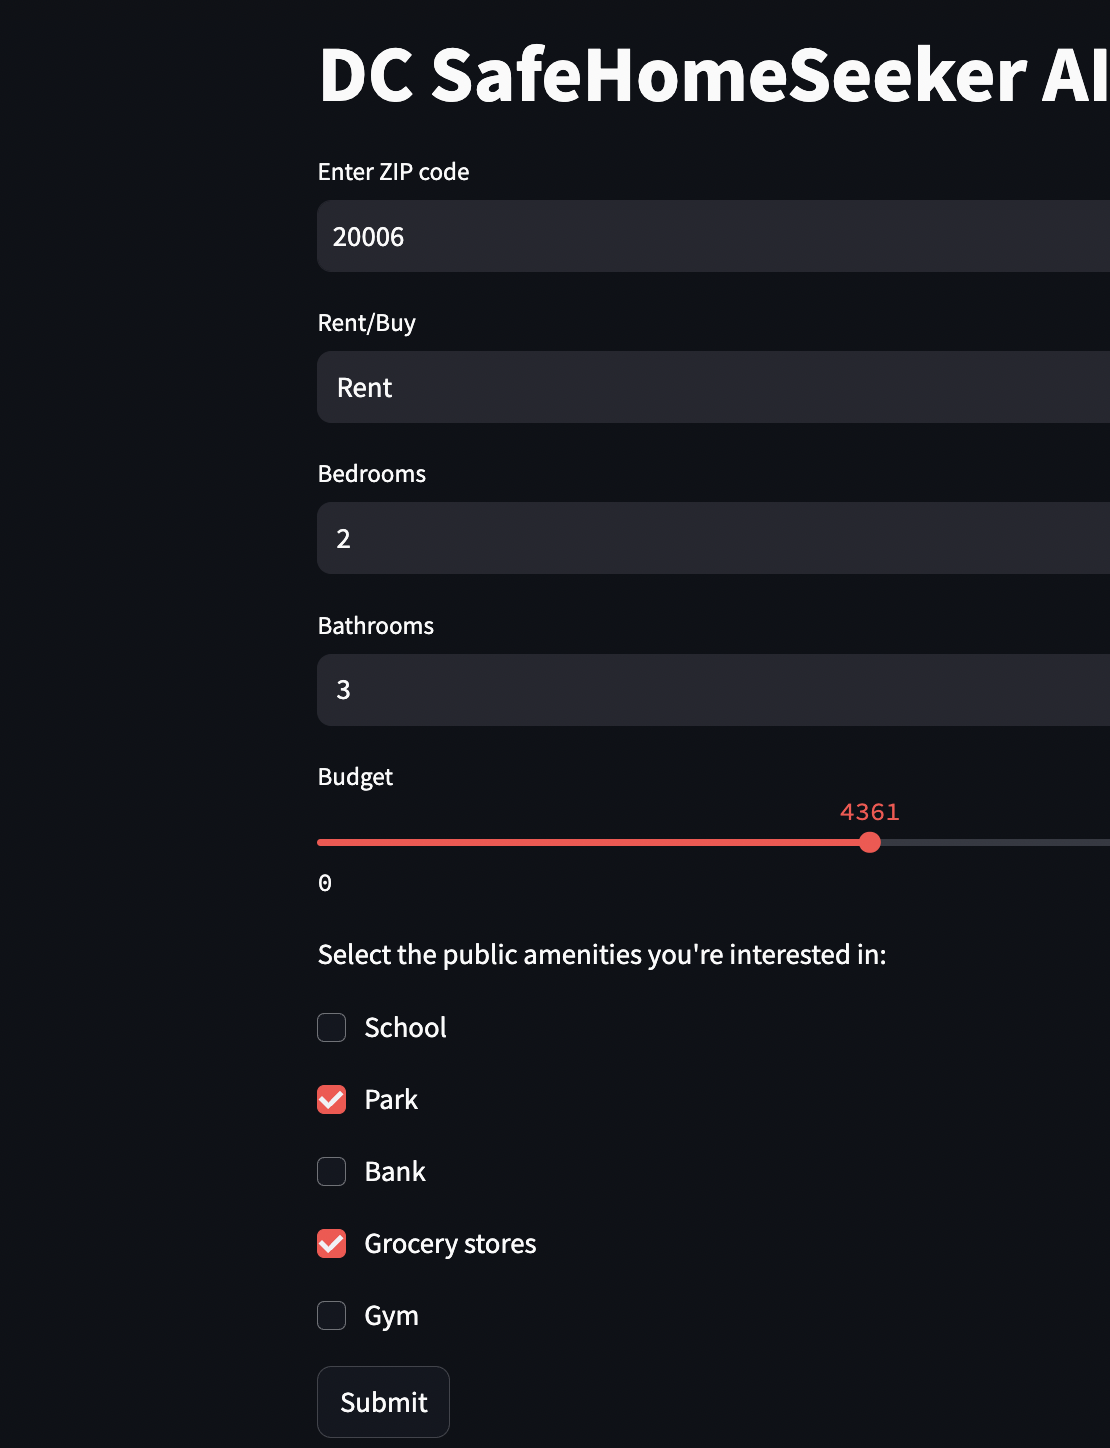 DC SafeHomeSeeker AI
Enter ZIP code
20006
Rent/Buy
Rent
Bedrooms
2
Bathrooms
3
Budget
4361
0
Select the public amenities you're interested in:
School
Park
Bank
Grocery stores
Gym
Submit